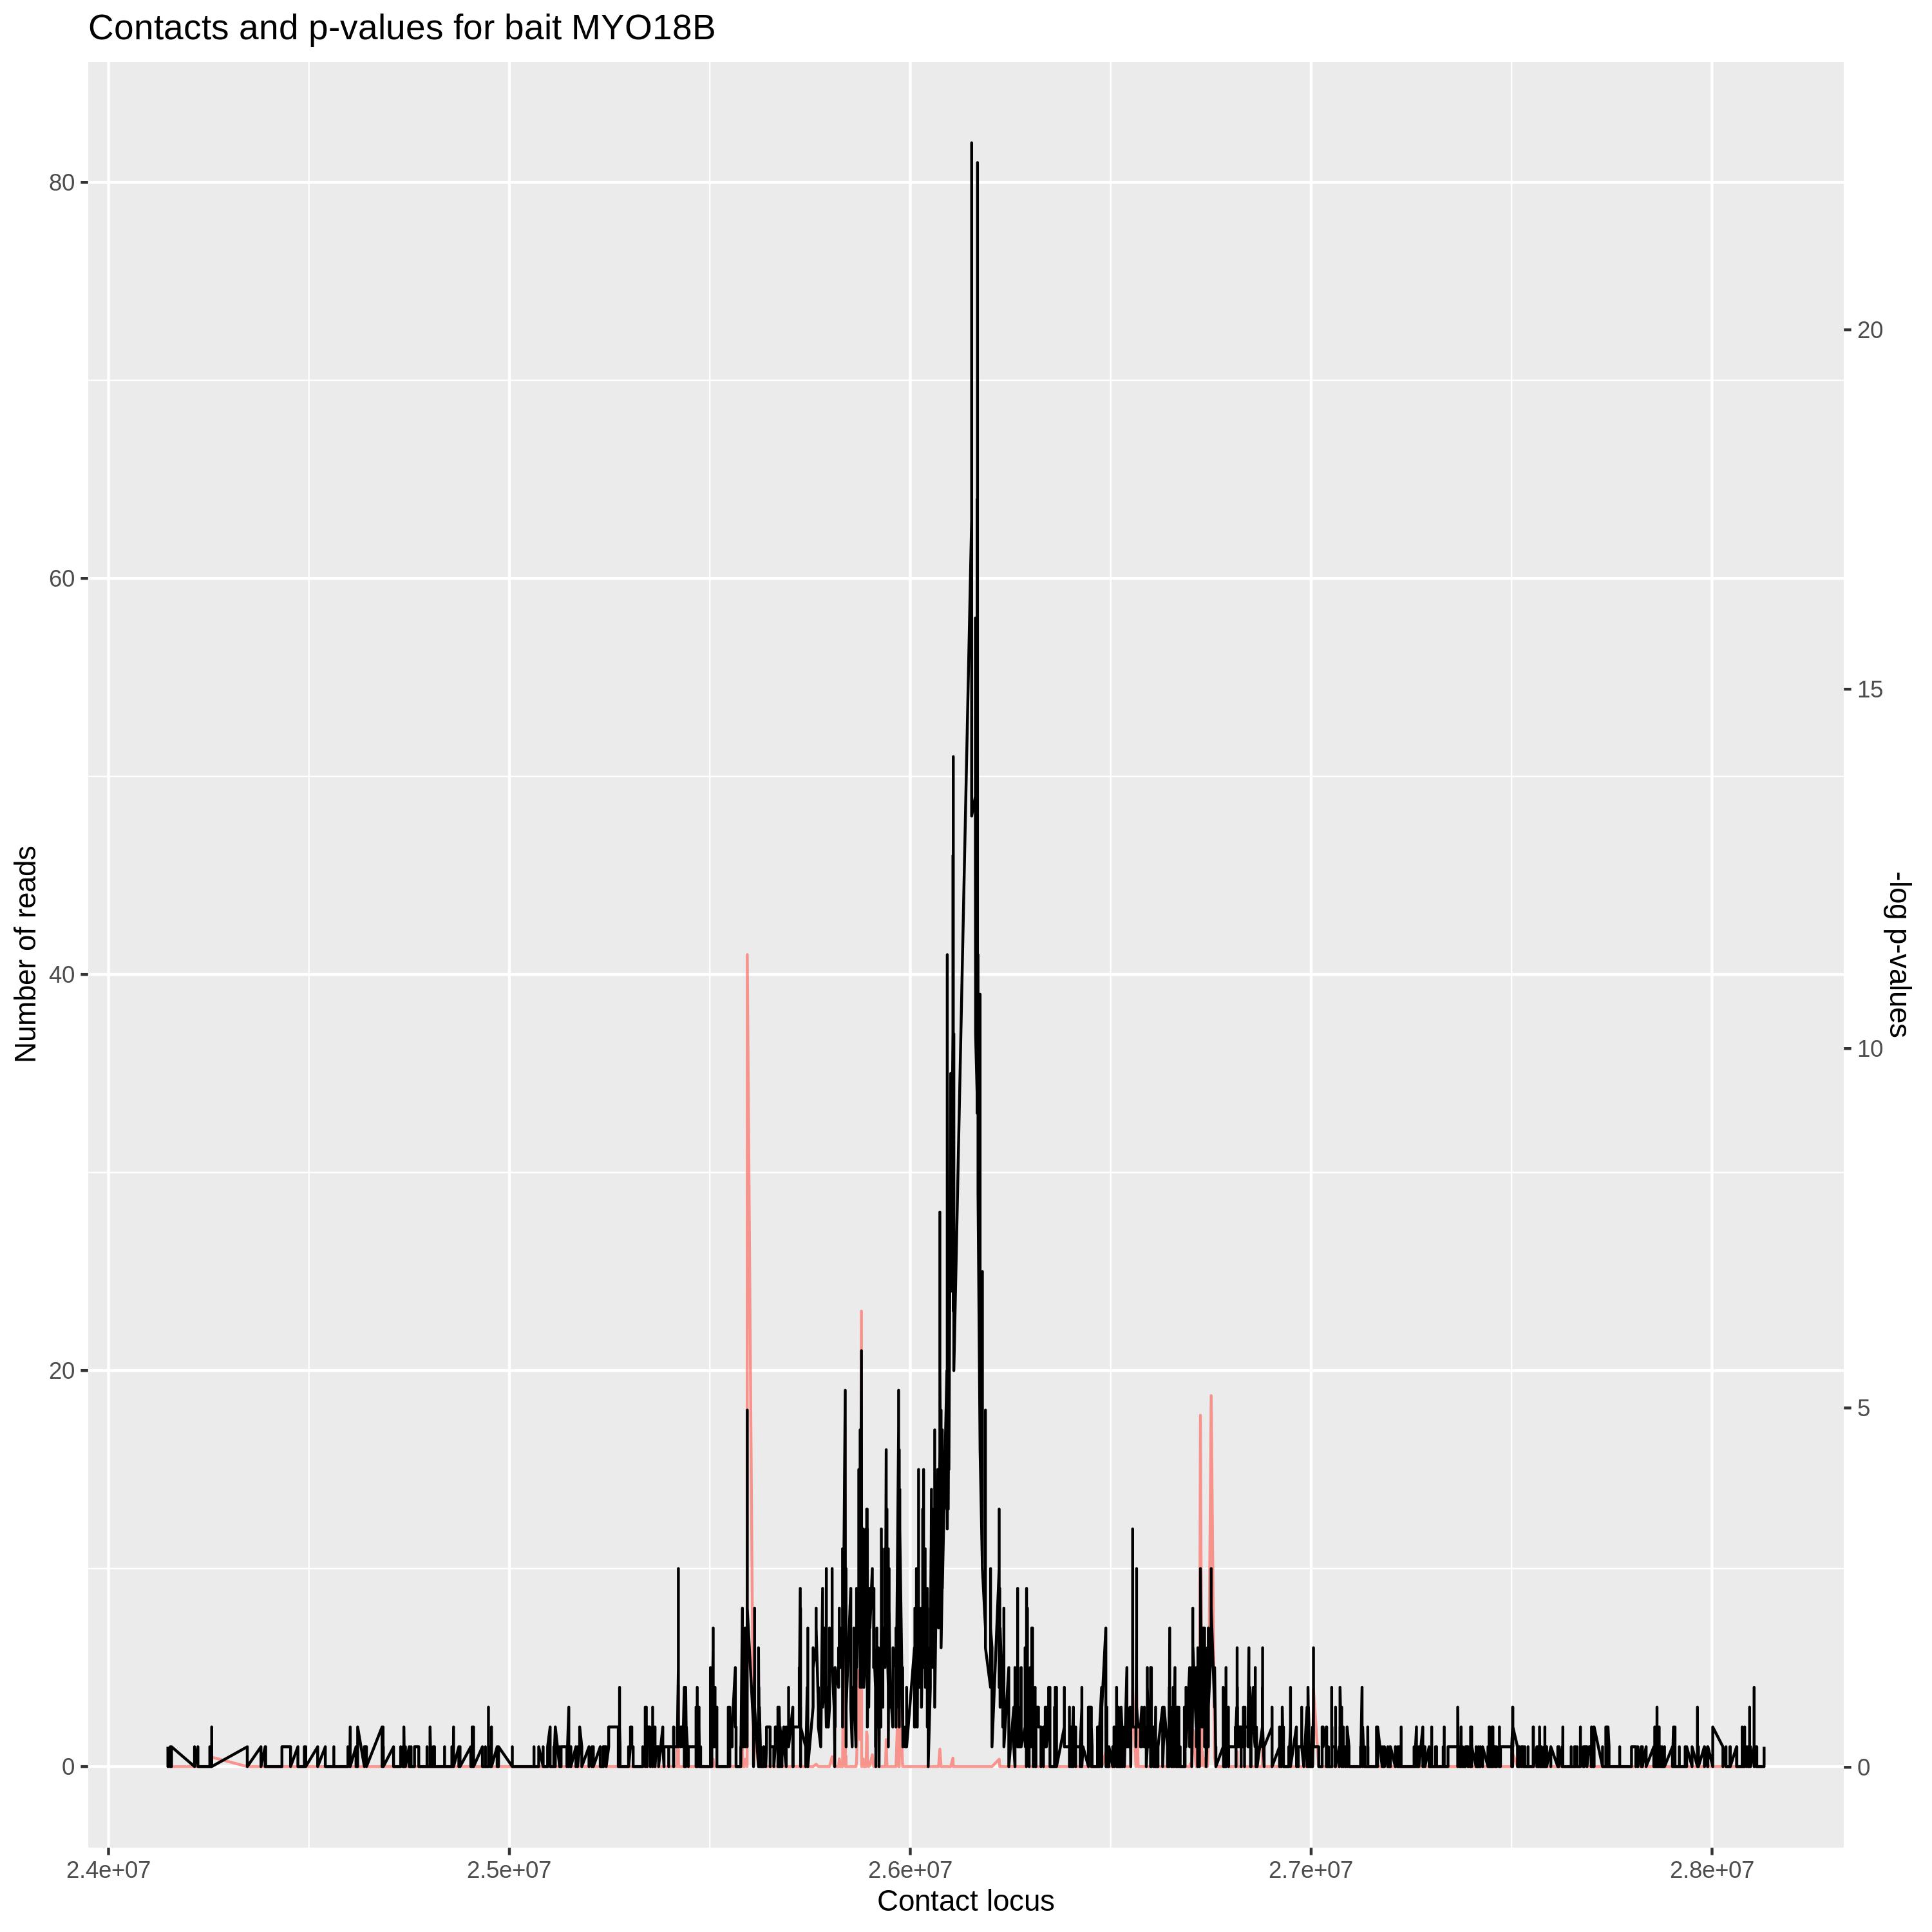 Contacts and p-values for bait MYO18B
80
60
40
20
0
Number of reads
20
15
10
5
0
-log p-values
2.4e+07
2.5e+07
2.6e+07
2.7e+07
2.8e+07
Contact locus